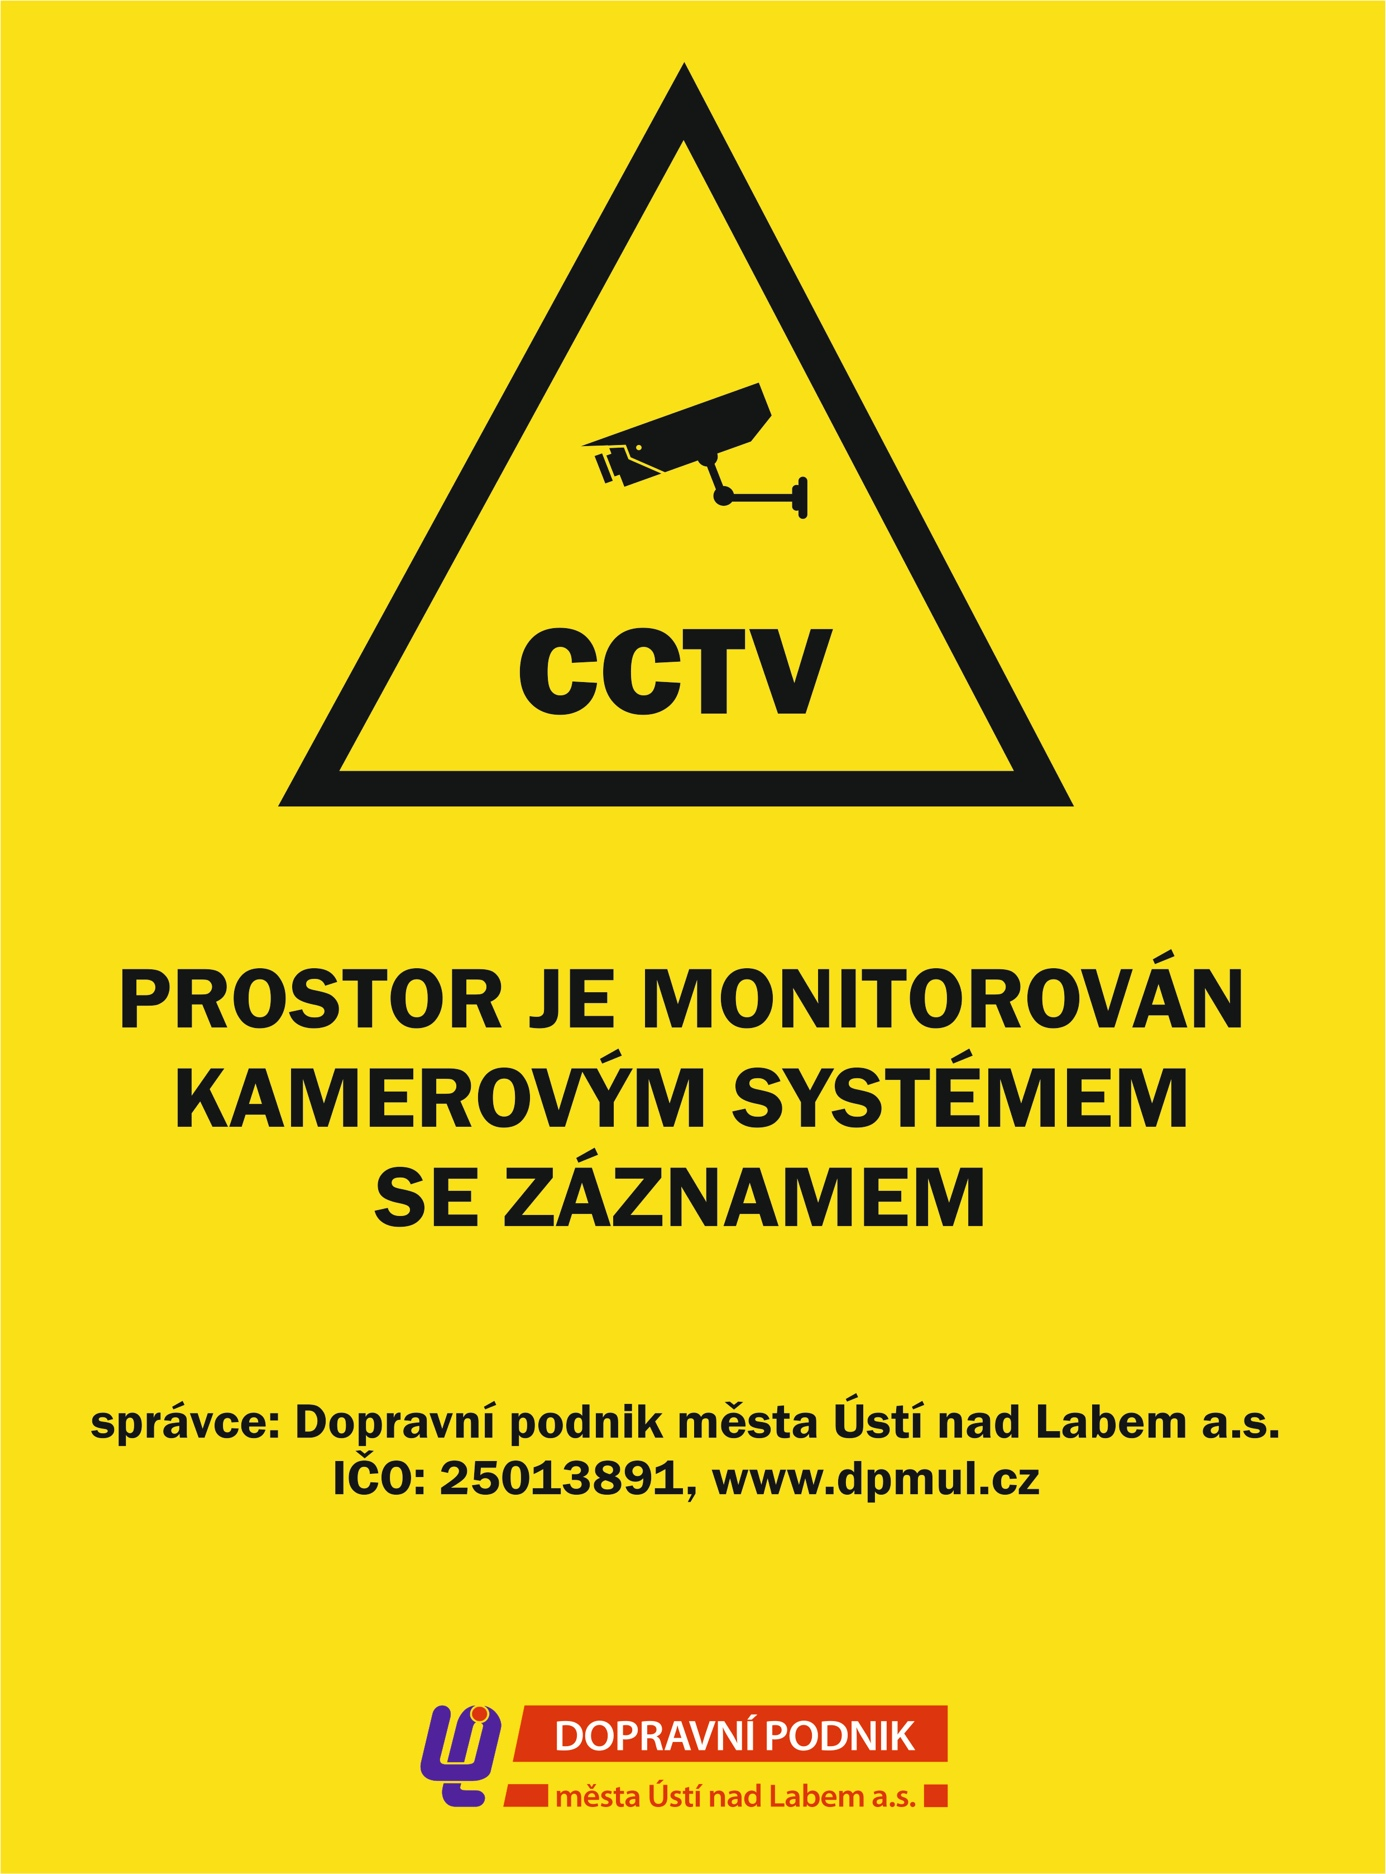 CCTV
PROSTOR JE MONITOROVÁN
KAMEROVÝM SYSTÉMEM
SE ZÁZNAMEM
správce: Dopravní podnik města Ústí nad Labem a.s.
IČO: 25013891, www.dpmul.cz
DOPRAVNÍ PODNIK
města Ústí nad Labem a.s.